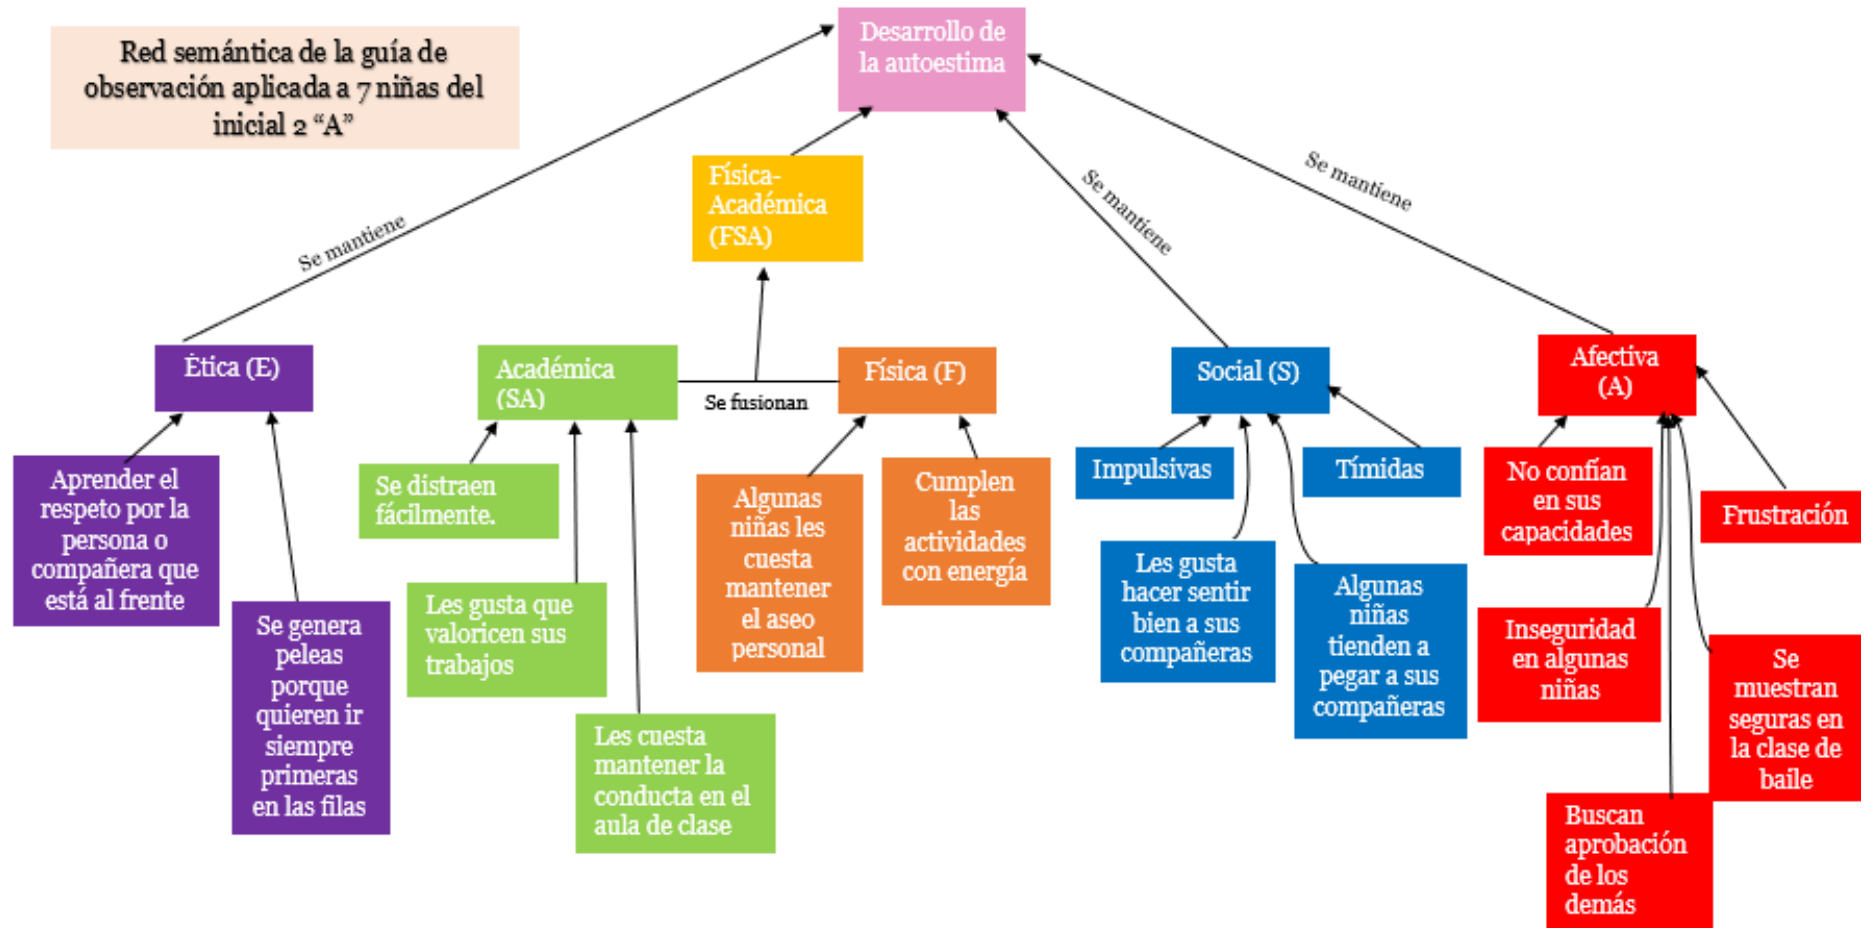 Red semántica de la guía de
observación aplicada a 7 niñas del
inicial 2 “A”
Desarrollo de
la autoestima
Se mantiene
Física-
Académica
(FSA)
Se mantiene
Se mantiene
Ética (E)
Académica
(SA)
Se fusionan
Física (F)
Social (S)
Afectiva
(A)
Aprender el
respeto por la
persona o
compañera que
está al frente
Se genera
peleas
porque
quieren ir
siempre
primeras
en las filas
Se distraen
fácilmente.
Les gusta que
valoricen sus
trabajos
Les cuesta
mantener la
conducta en el
aula de clase
Algunas
niñas les
cuesta
mantener
el aseo
personal
Cumplen
las
actividades
con energía
Impulsivas
Les gusta
hacer sentir
bien a sus
compañeras
Algunas
niñas
tienden a
pegar a sus
compañeras
Tímidas
No confían
en sus
capacidades
Inseguridad
en algunas
niñas
Buscan
aprobación
de los
demás
Se
muestran
seguras en
la clase de
baile
Frustración